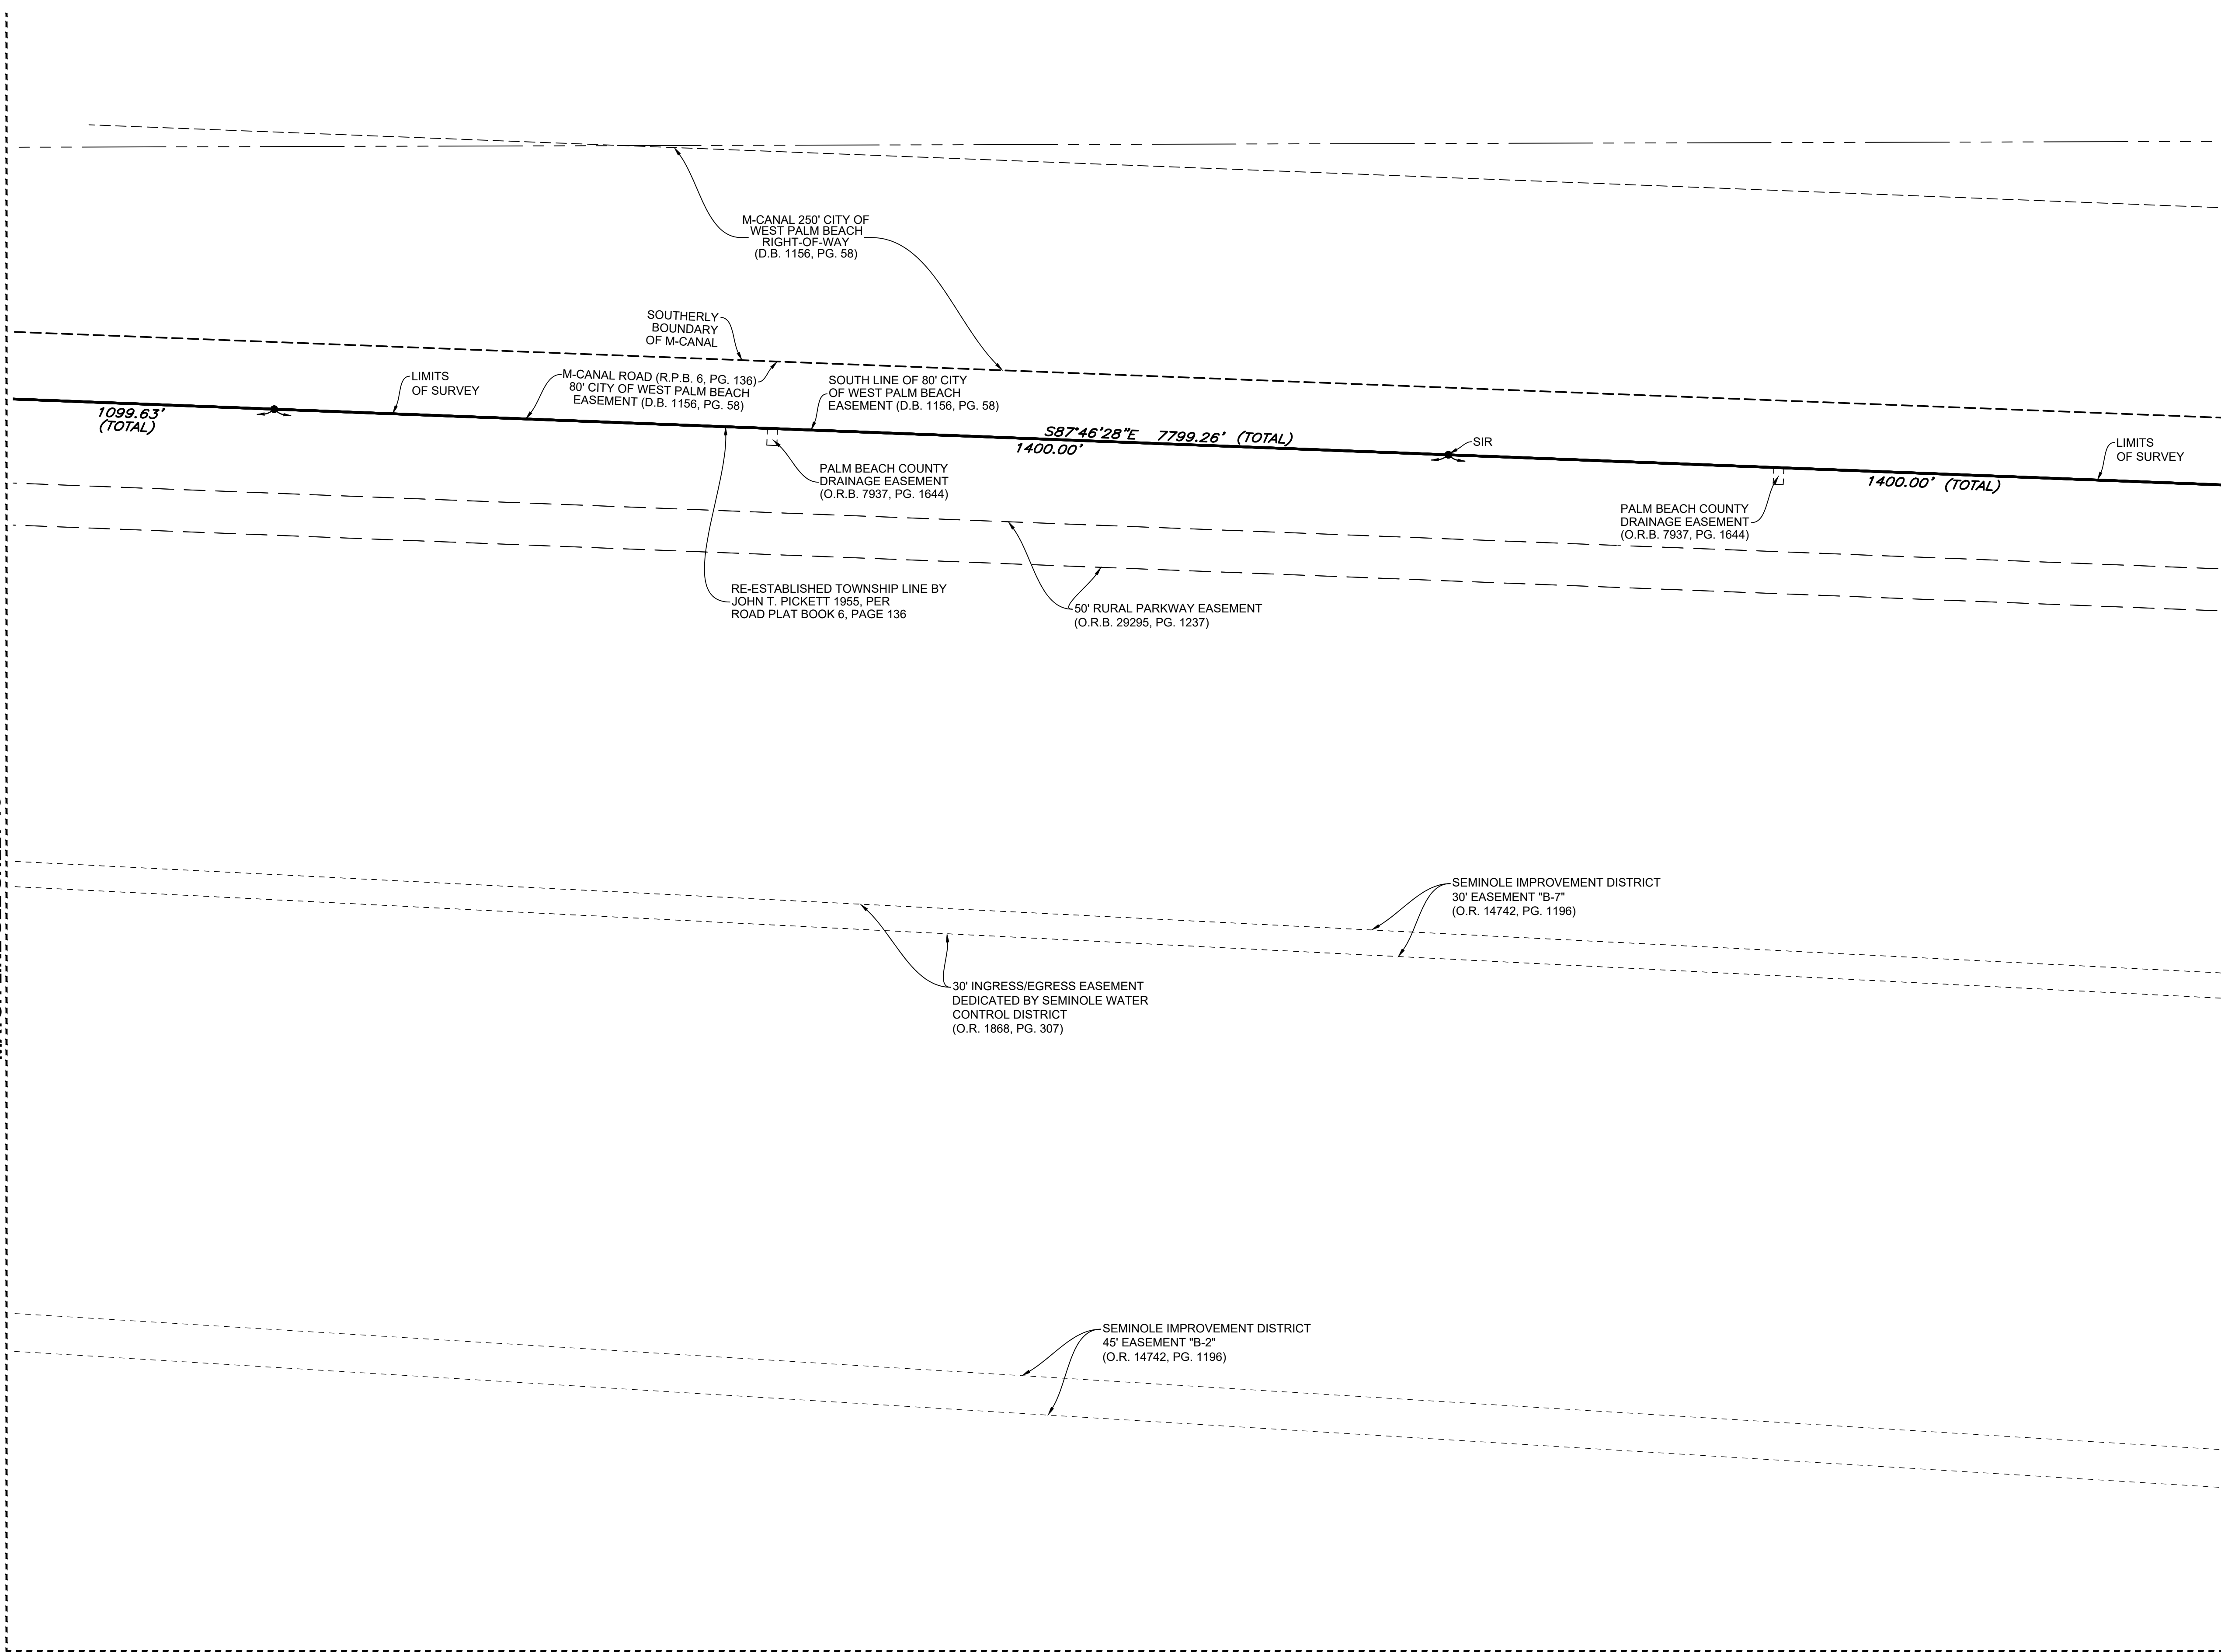 M-CANAL 250' CITY OF
WEST PALM BEACH
RIGHT-OF-WAY
(D.B. 1156, PG. 58)
SOUTHERLY
BOUNDARY
OF M-CANAL
LIMITS
OF SURVEY
M-CANAL ROAD (R.P.B. 6, PG. 136)
80' CITY OF WEST PALM BEACH
EASEMENT (D.B. 1156, PG. 58)
SOUTH LINE OF 80' CITY
OF WEST PALM BEACH
EASEMENT (D.B. 1156, PG. 58)
1099.63'
(TOTAL)
S87°46'28"E 7799.26' (TOTAL)
1400.00'
SIR
LIMITS
OF SURVEY
1400.00' (TOTAL)
PALM BEACH COUNTY
DRAINAGE EASEMENT
(O.R.B. 7937, PG. 1644)
PALM BEACH COUNTY
DRAINAGE EASEMENT
(O.R.B. 7937, PG. 1644)
RE-ESTABLISHED TOWNSHIP LINE BY
JOHN T. PICKETT 1955, PER
ROAD PLAT BOOK 6, PAGE 136
50' RURAL PARKWAY EASEMENT
(O.R.B. 29295, PG. 1237)
SEMINOLE IMPROVEMENT DISTRICT
30' EASEMENT "B-7"
(O.R. 14742, PG. 1196)
30' INGRESS/EGRESS EASEMENT
DEDICATED BY SEMINOLE WATER
CONTROL DISTRICT
(O.R. 1868, PG. 307)
SEMINOLE IMPROVEMENT DISTRICT
45' EASEMENT "B-2"
(O.R. 14742, PG. 1196)